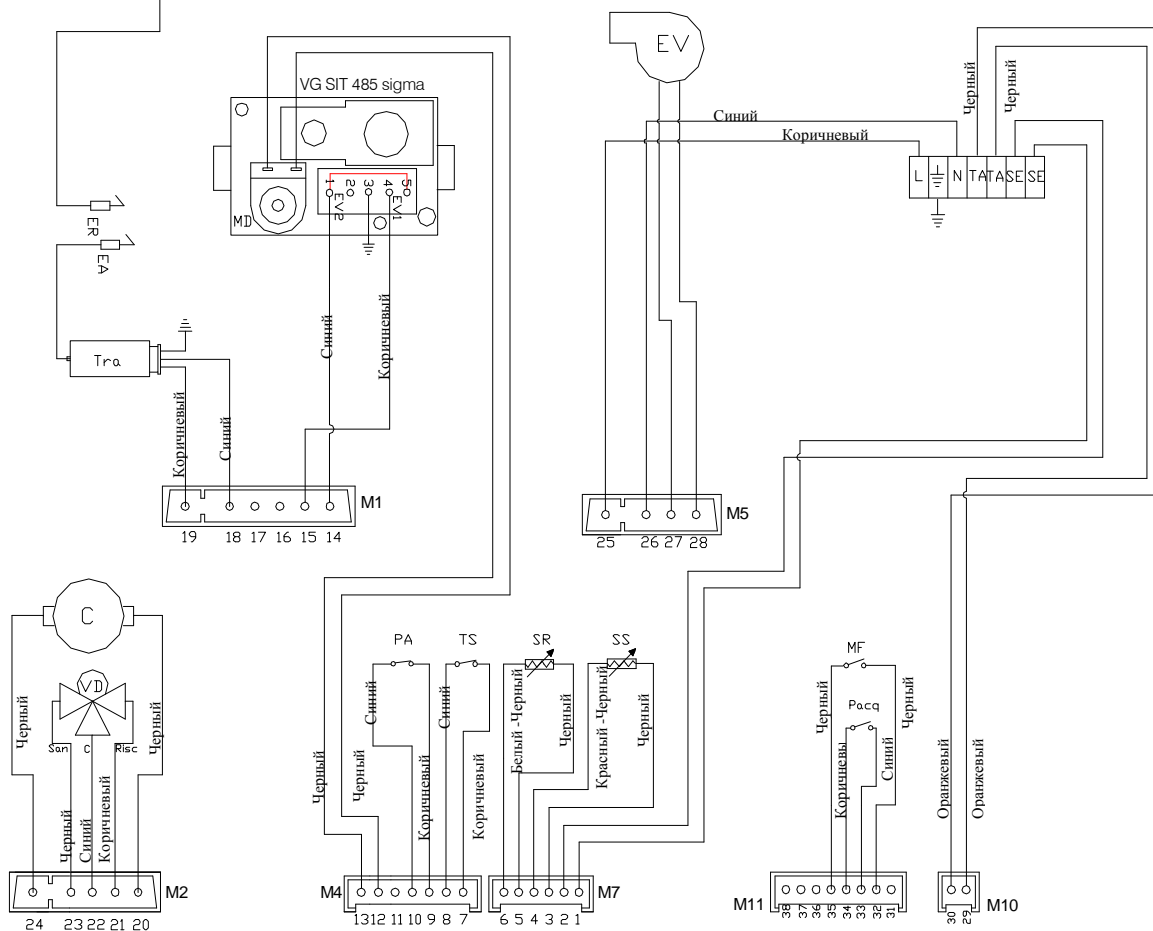 VG SIT 485 sigma
EV
Синий
Коричневый
Черный
Черный
L N TA TA SE SE
1 2 3 4 5
EV2 EV1
MD
ER
EA
Tra
Синий
Коричневый
Коричневый
Синий
M1
19 18 17 16 15 14
M5
25 26 27 28
C
VD
San C Risc
Черный
Черный
Черный
Синий
Коричневый
M2
24 23 22 21 20
PA TS SR SS
Синий
Синий
Белый -Черный
Черный
Красный -Черный
Черный
Черный
Черный
Коричневый
Коричневый
M4
13 12 11 10 9 8 7
M7
6 5 4 3 2 1
MF
Pacq
Черный
Черный
Коричневы
Синий
M11
38 37 36 35 34 33 32 31
Оранжевый
Оранжевый
M10
30 29